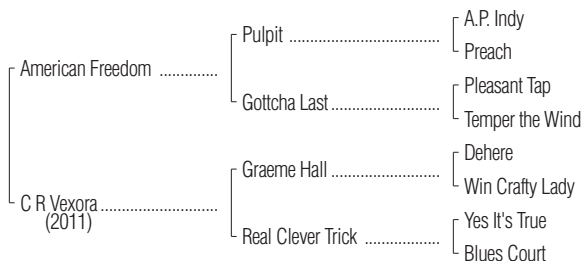 A.P. Indy
Pulpit
Preach
American Freedom
Pleasant Tap
Gottcha Last
Temper the Wind
Dehere
Graeme Hall
Win Crafty Lady
C R Vexora
(2011)
Yes It's True
Real Clever Trick
Blues Court